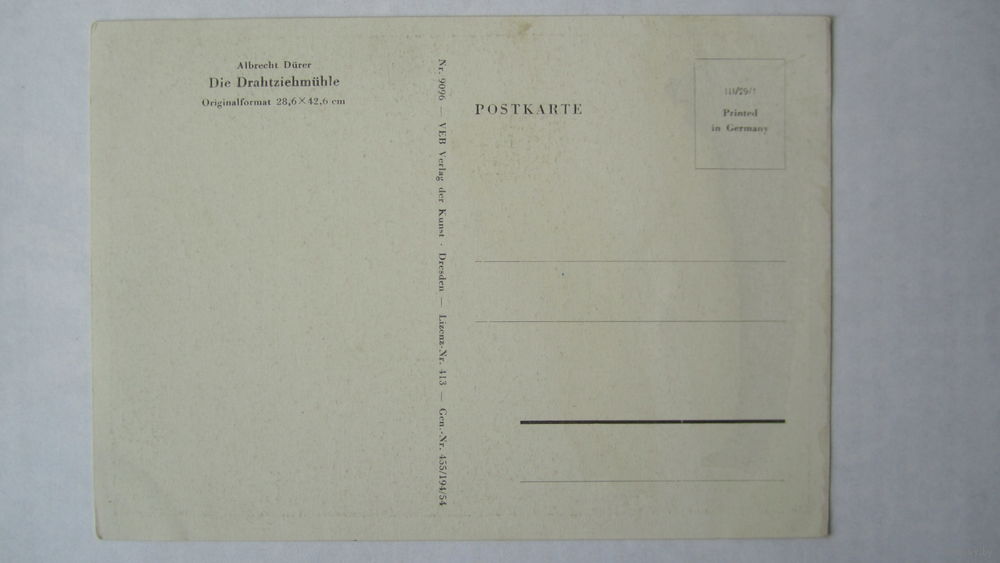 Albrecht Dürer
Die Drahtziehmühle
Originalformat 28,6×42,6 cm
Nr. 9096 — VEB Verlag der Kunst · Dresden — Lizenz-Nr. 413 — Gen.-Nr. 455/194/54
POSTKARTE
Printed
in Germany